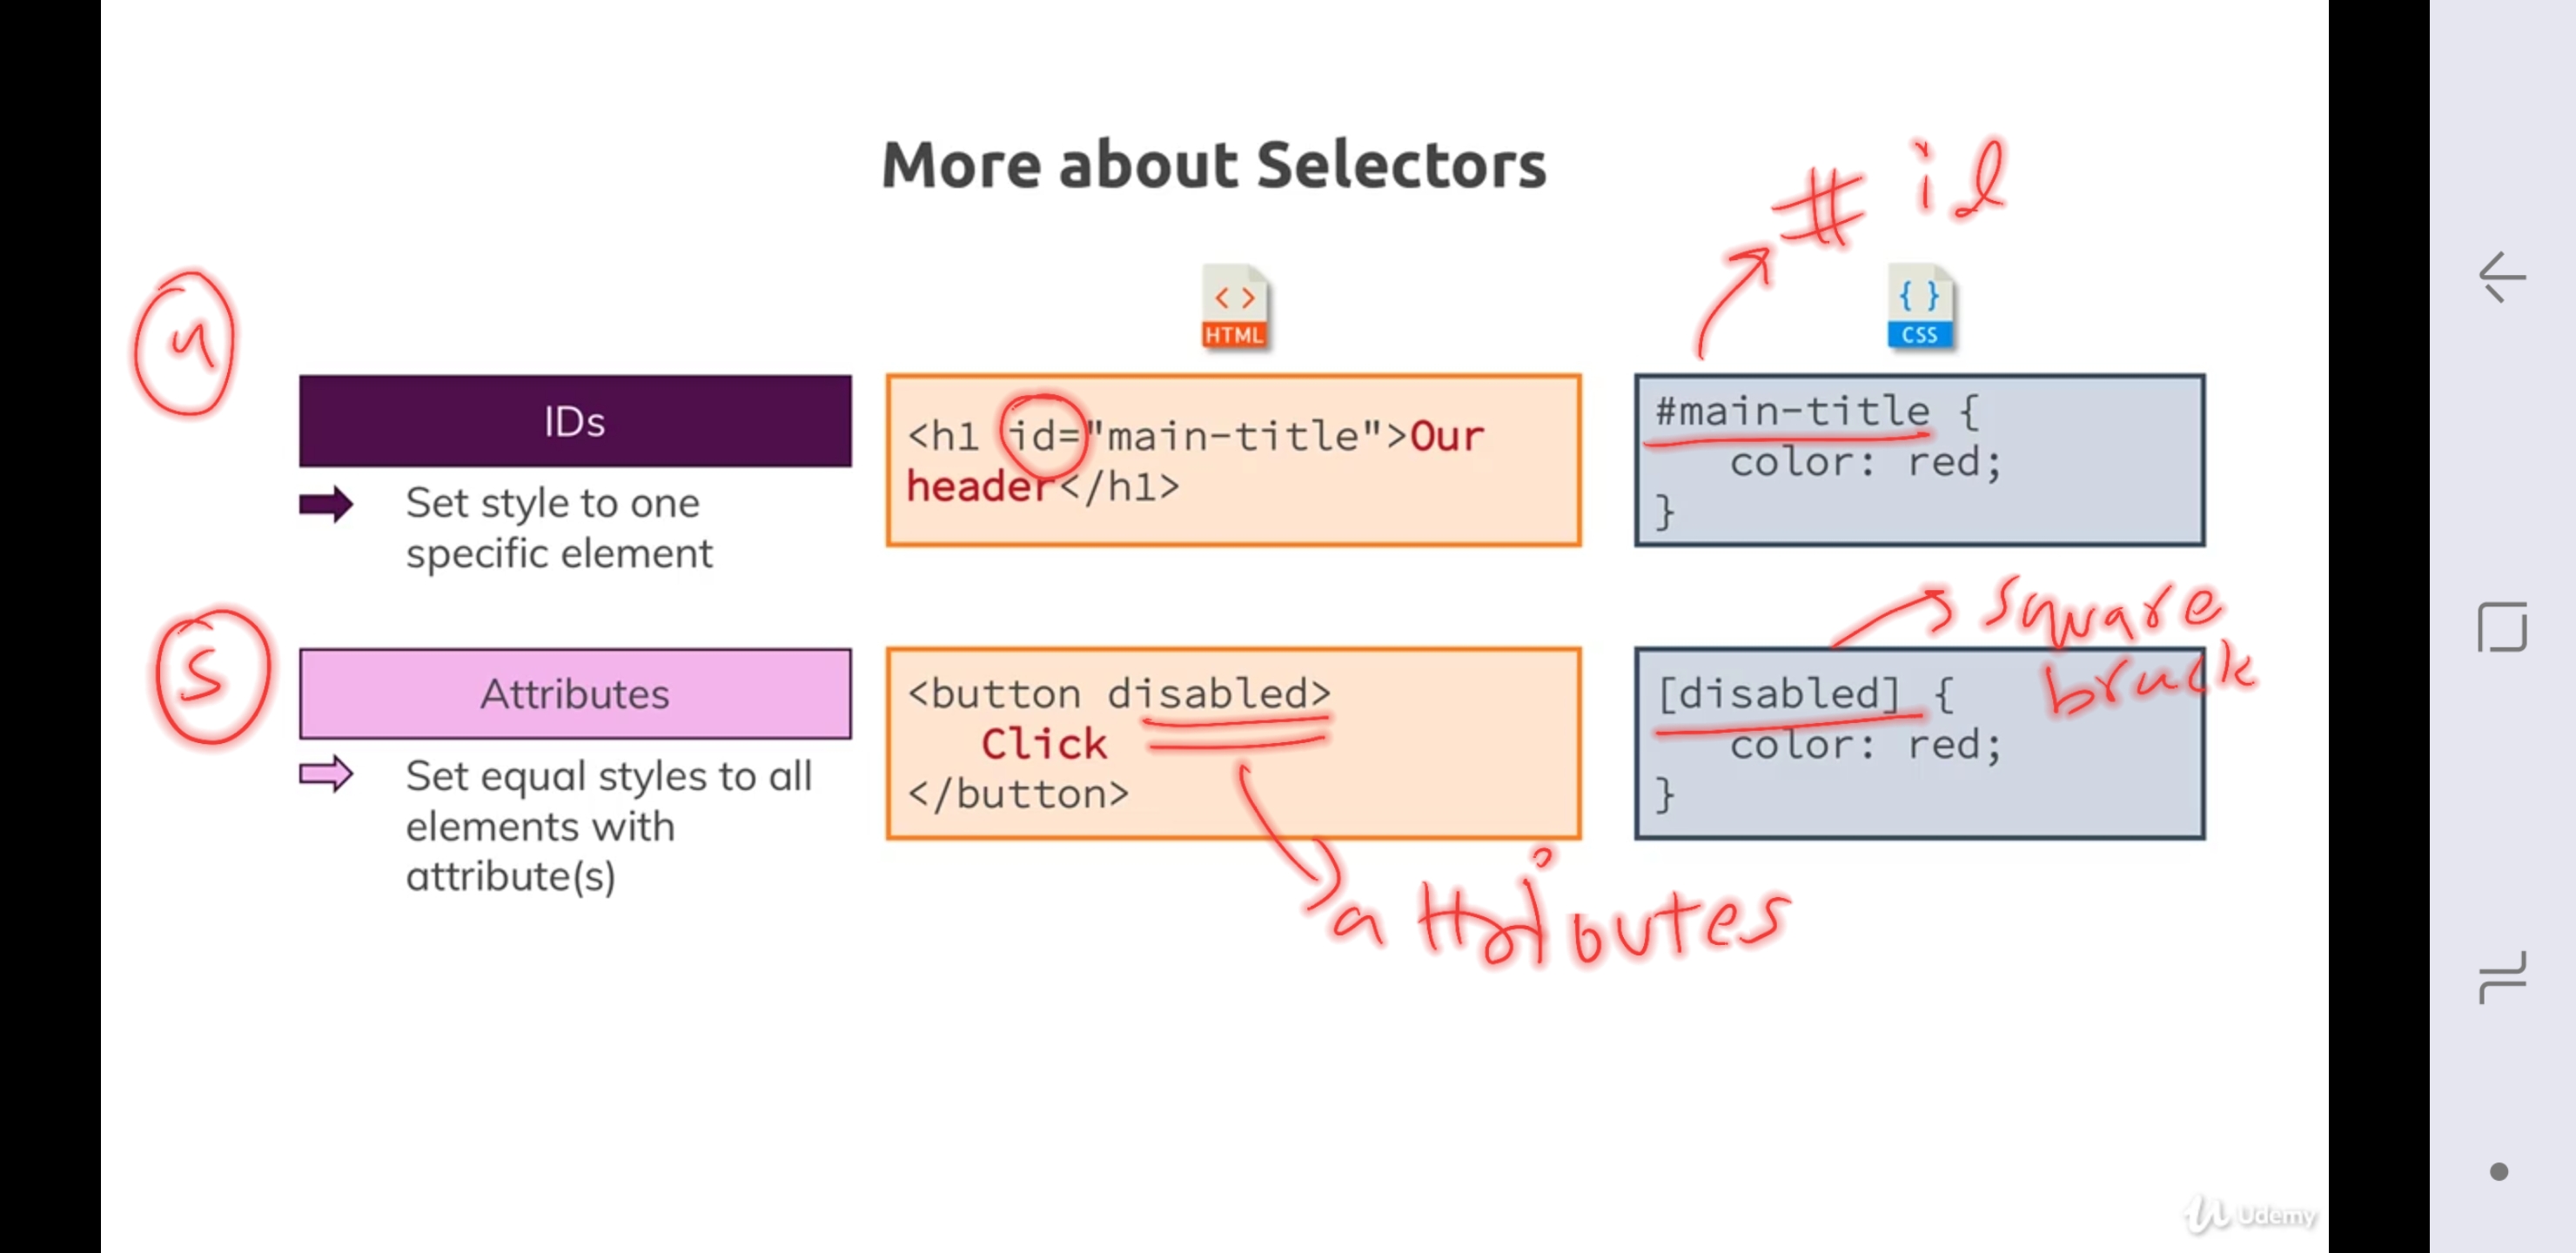 More about Selectors
# id
4
HTML
CSS
IDs
Set style to one
specific element
<h1 id="main-title">Our
header</h1>
#main-title {
color: red;
}
5
Attributes
Set equal styles to all
elements with
attribute(s)
<button disabled>
Click
</button>
square
brack
[disabled] {
color: red;
}
attributes
Udemy